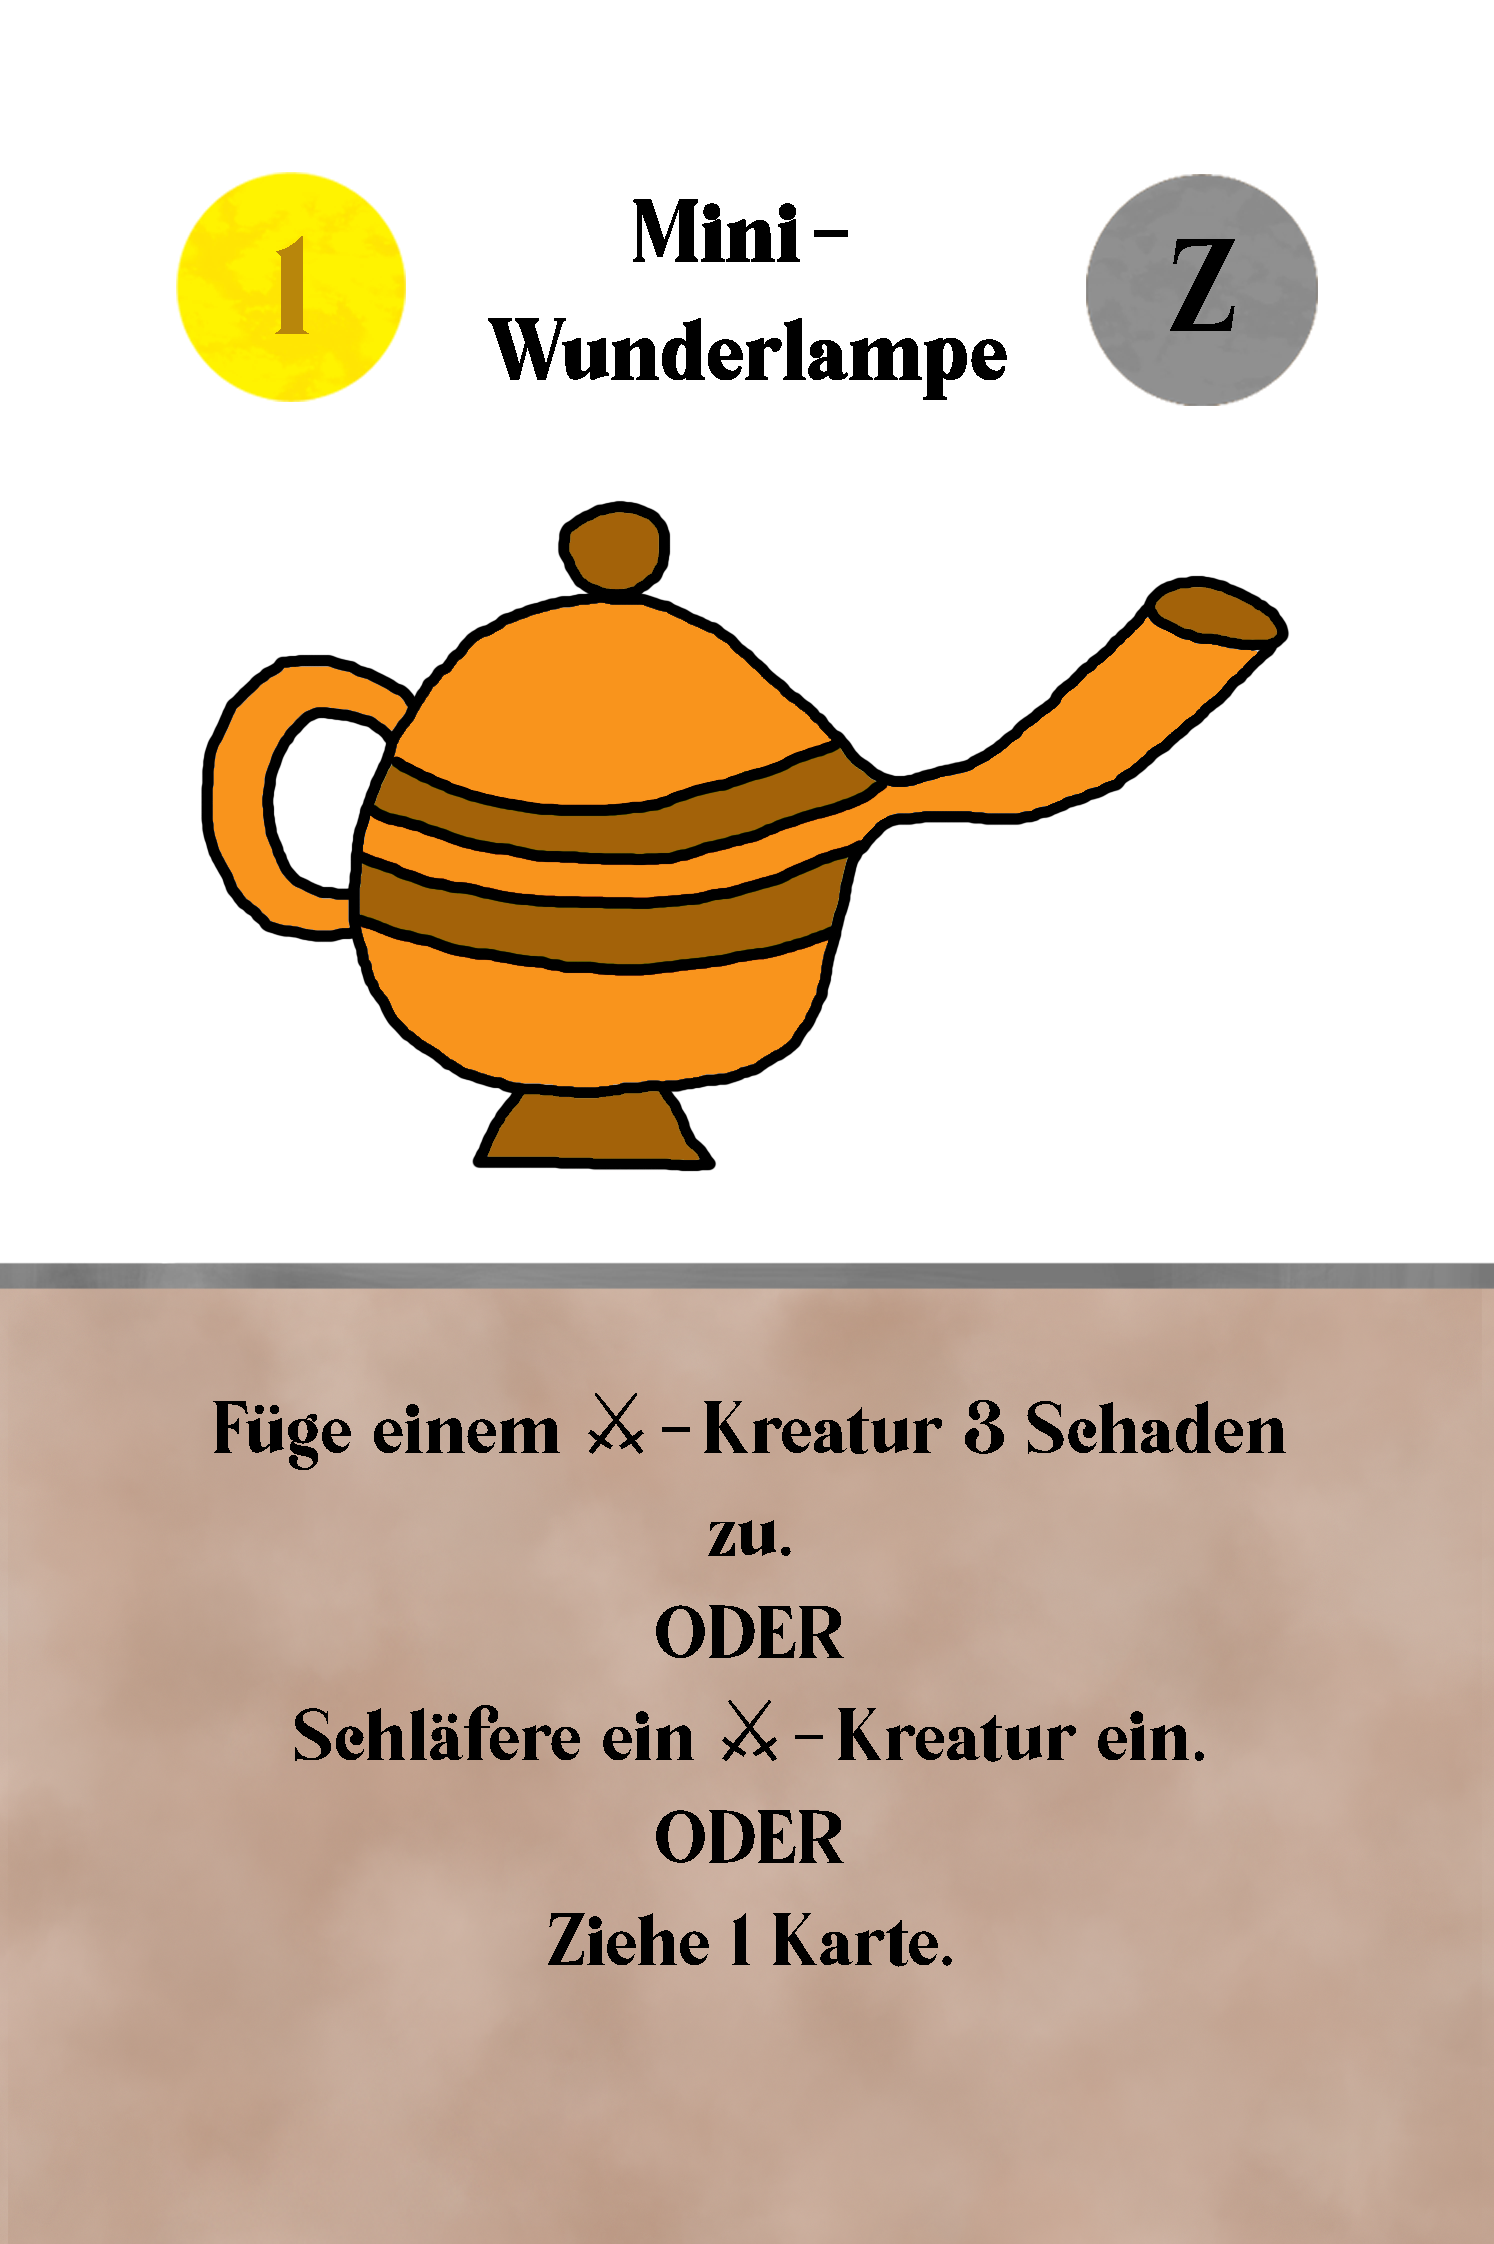 1
Mini-
Wunderlampe
Z
Füge einem ⚔-Kreatur 3 Schaden
zu.
ODER
Schläfere ein ⚔-Kreatur ein.
ODER
Ziehe 1 Karte.